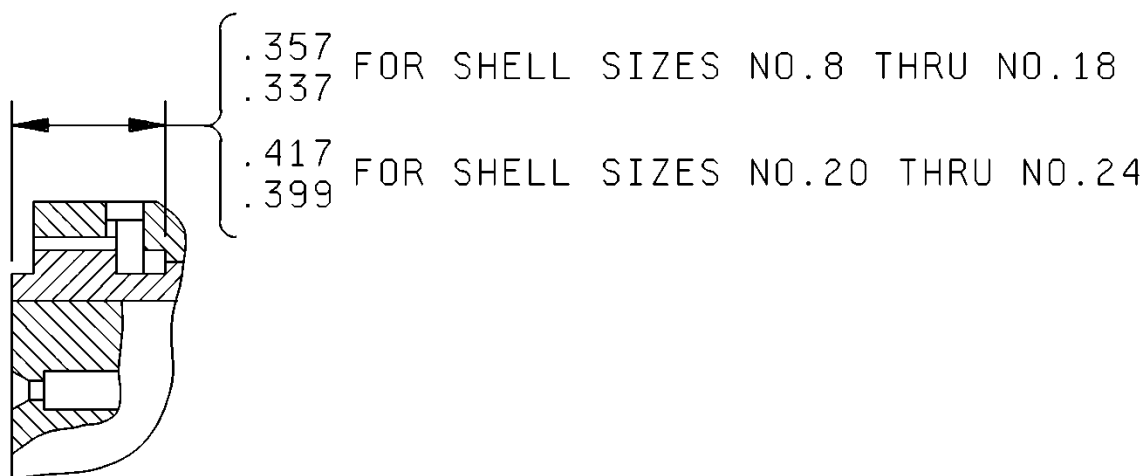 .357
.337 FOR SHELL SIZES NO.8 THRU NO.18
.417
.399 FOR SHELL SIZES NO.20 THRU NO.24